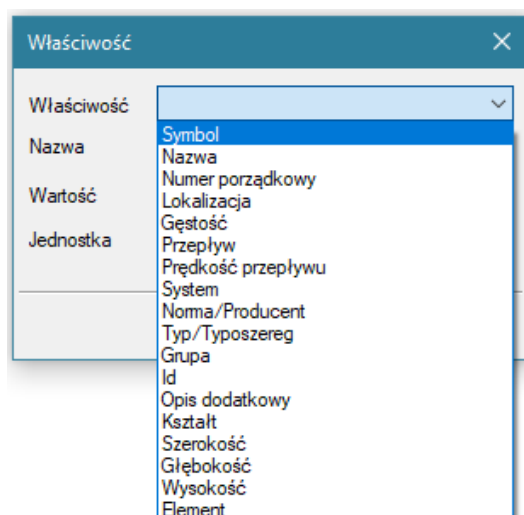 Właściwość
Właściwość
Symbol
Nazwa
Nazwa
Numer porządkowy
Wartość
Lokalizacja
Gęstość
Jednostka
Przepływ
Prędkość przepływu
System
Norma/Producent
Typ/Typoszereg
Grupa
Id
Opis dodatkowy
Kształt
Szerokość
Głębokość
Wysokość
Element